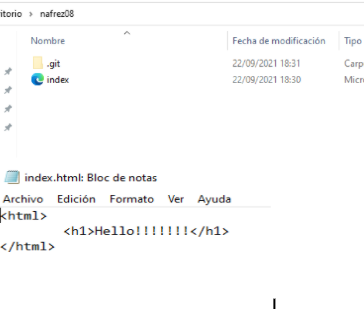 itorio > nafrez08
Nombre Fecha de modificación Tipo
.git 22/09/2021 18:31 Carp
index 22/09/2021 18:30 Micr
index.html: Bloc de notas
Archivo Edición Formato Ver Ayuda
<html>
<h1>Hello!!!!!!!</h1>
</html>